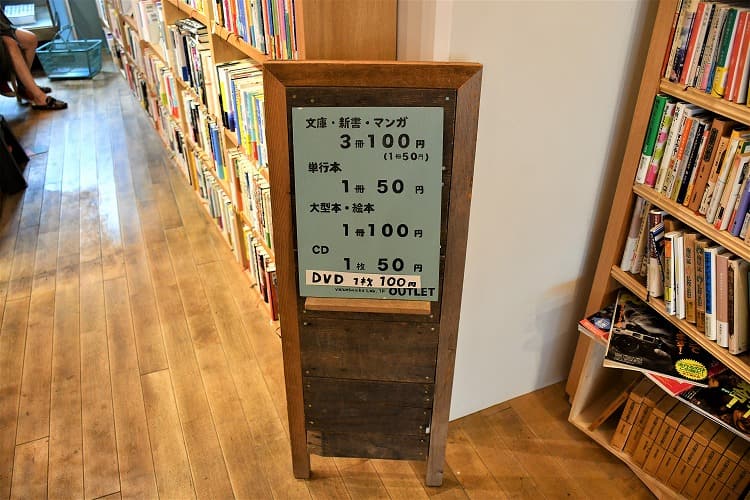 文庫・新書・マンガ
3冊100円
(1冊50円)
単行本
1冊 50円
大型本・絵本
1冊100円
CD
1枚 50円
DVD 1枚 100円
OUTLET